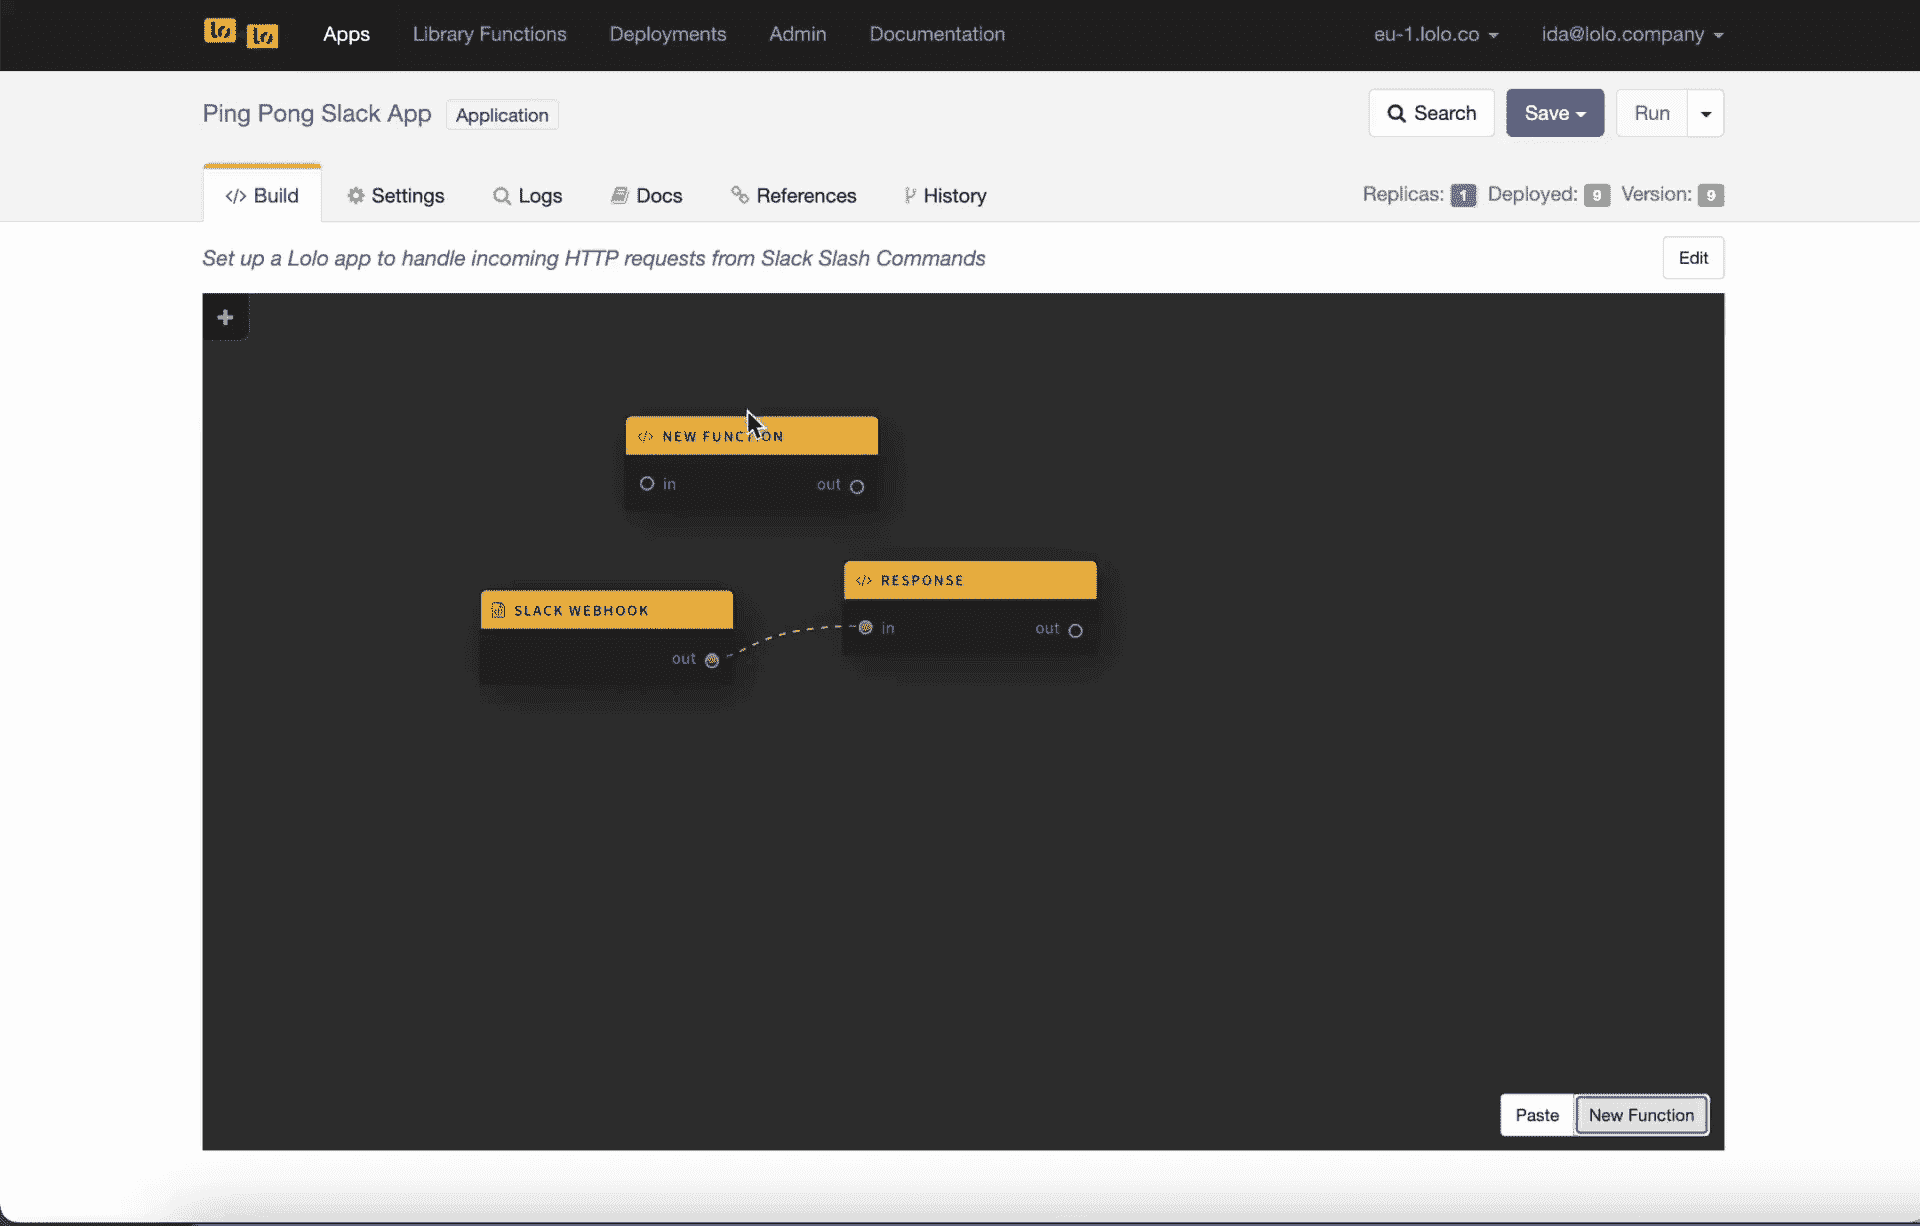 lo lo Apps Library Functions Deployments Admin Documentation eu-1.lolo.co ida@lolo.company
Ping Pong Slack App Application Search Save Run
Build Settings Logs Docs References History Replicas: 1 Deployed: 9 Version: 9
Set up a Lolo app to handle incoming HTTP requests from Slack Slash Commands Edit
+
</> NEW FUNCTION
in out
</> RESPONSE
in out
SLACK WEBHOOK
out
Paste New Function